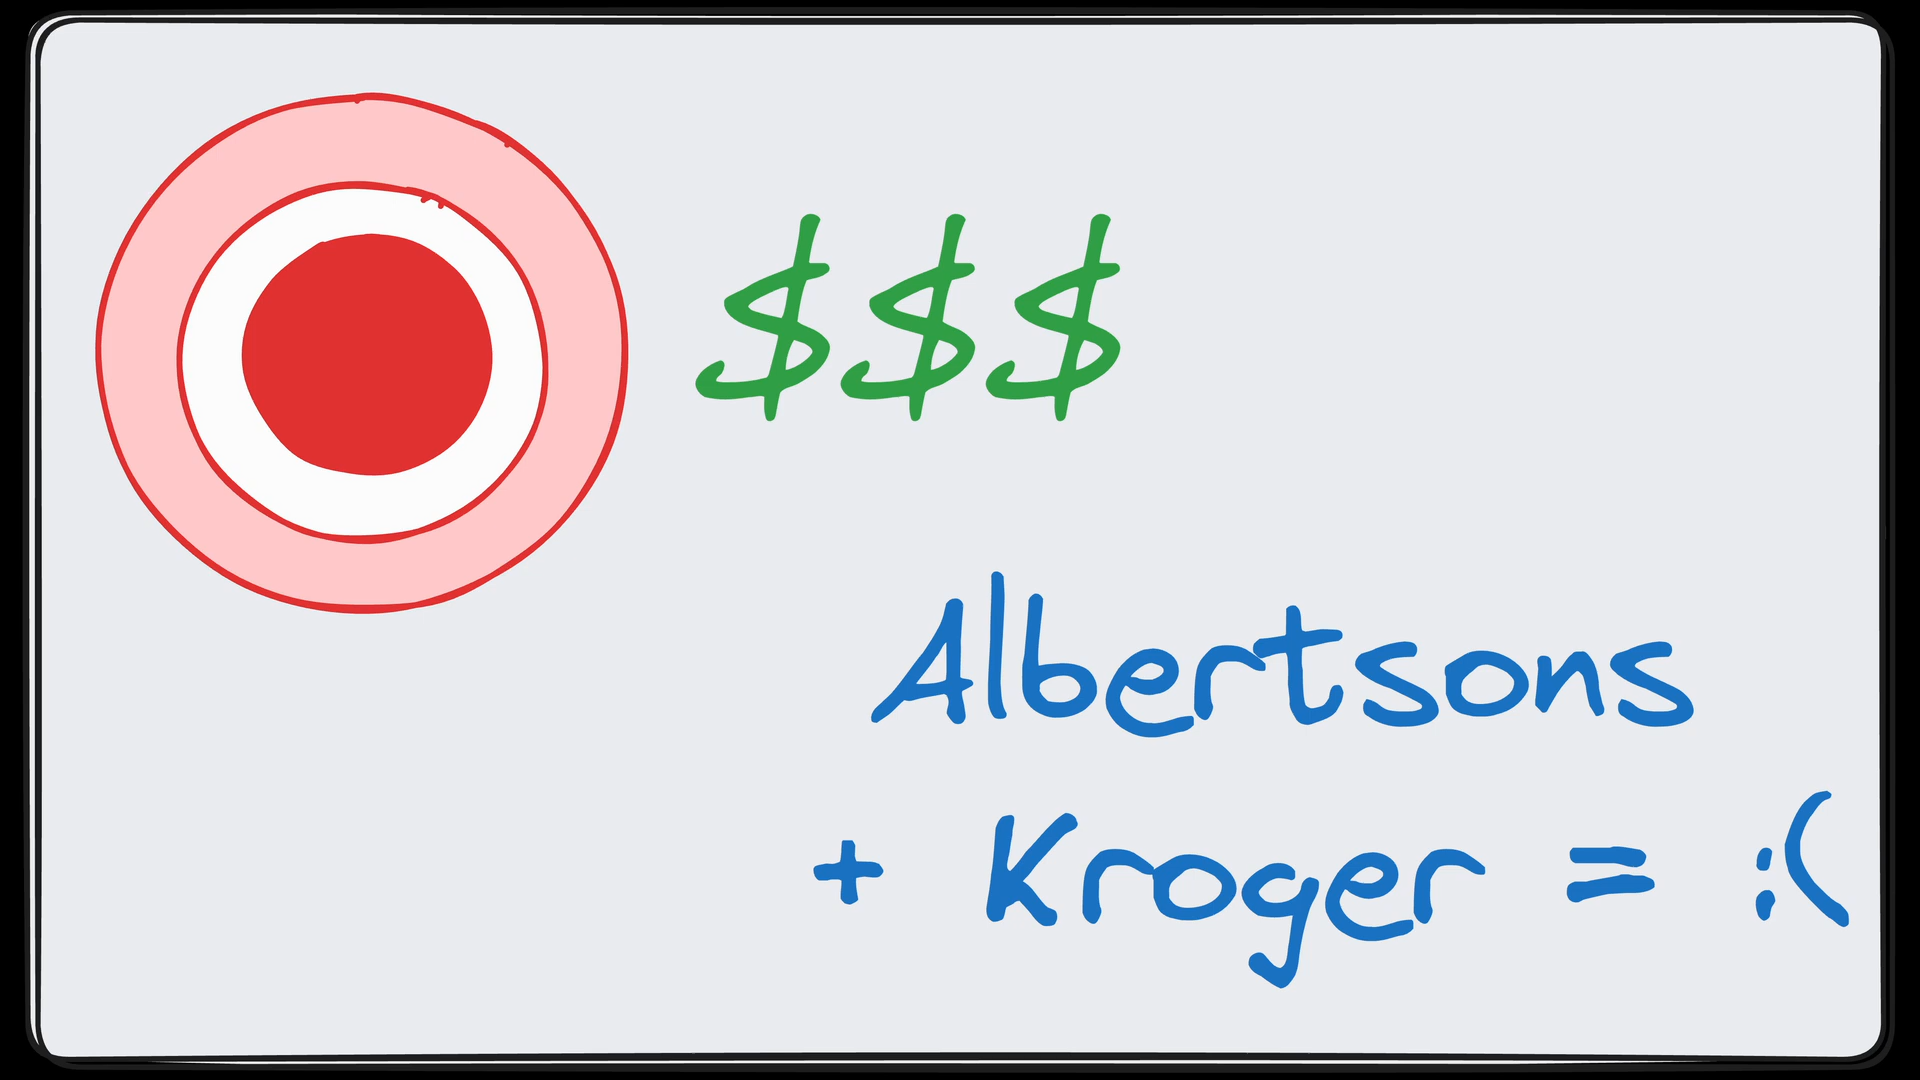 $$$
Albertsons
+ Kroger = :(